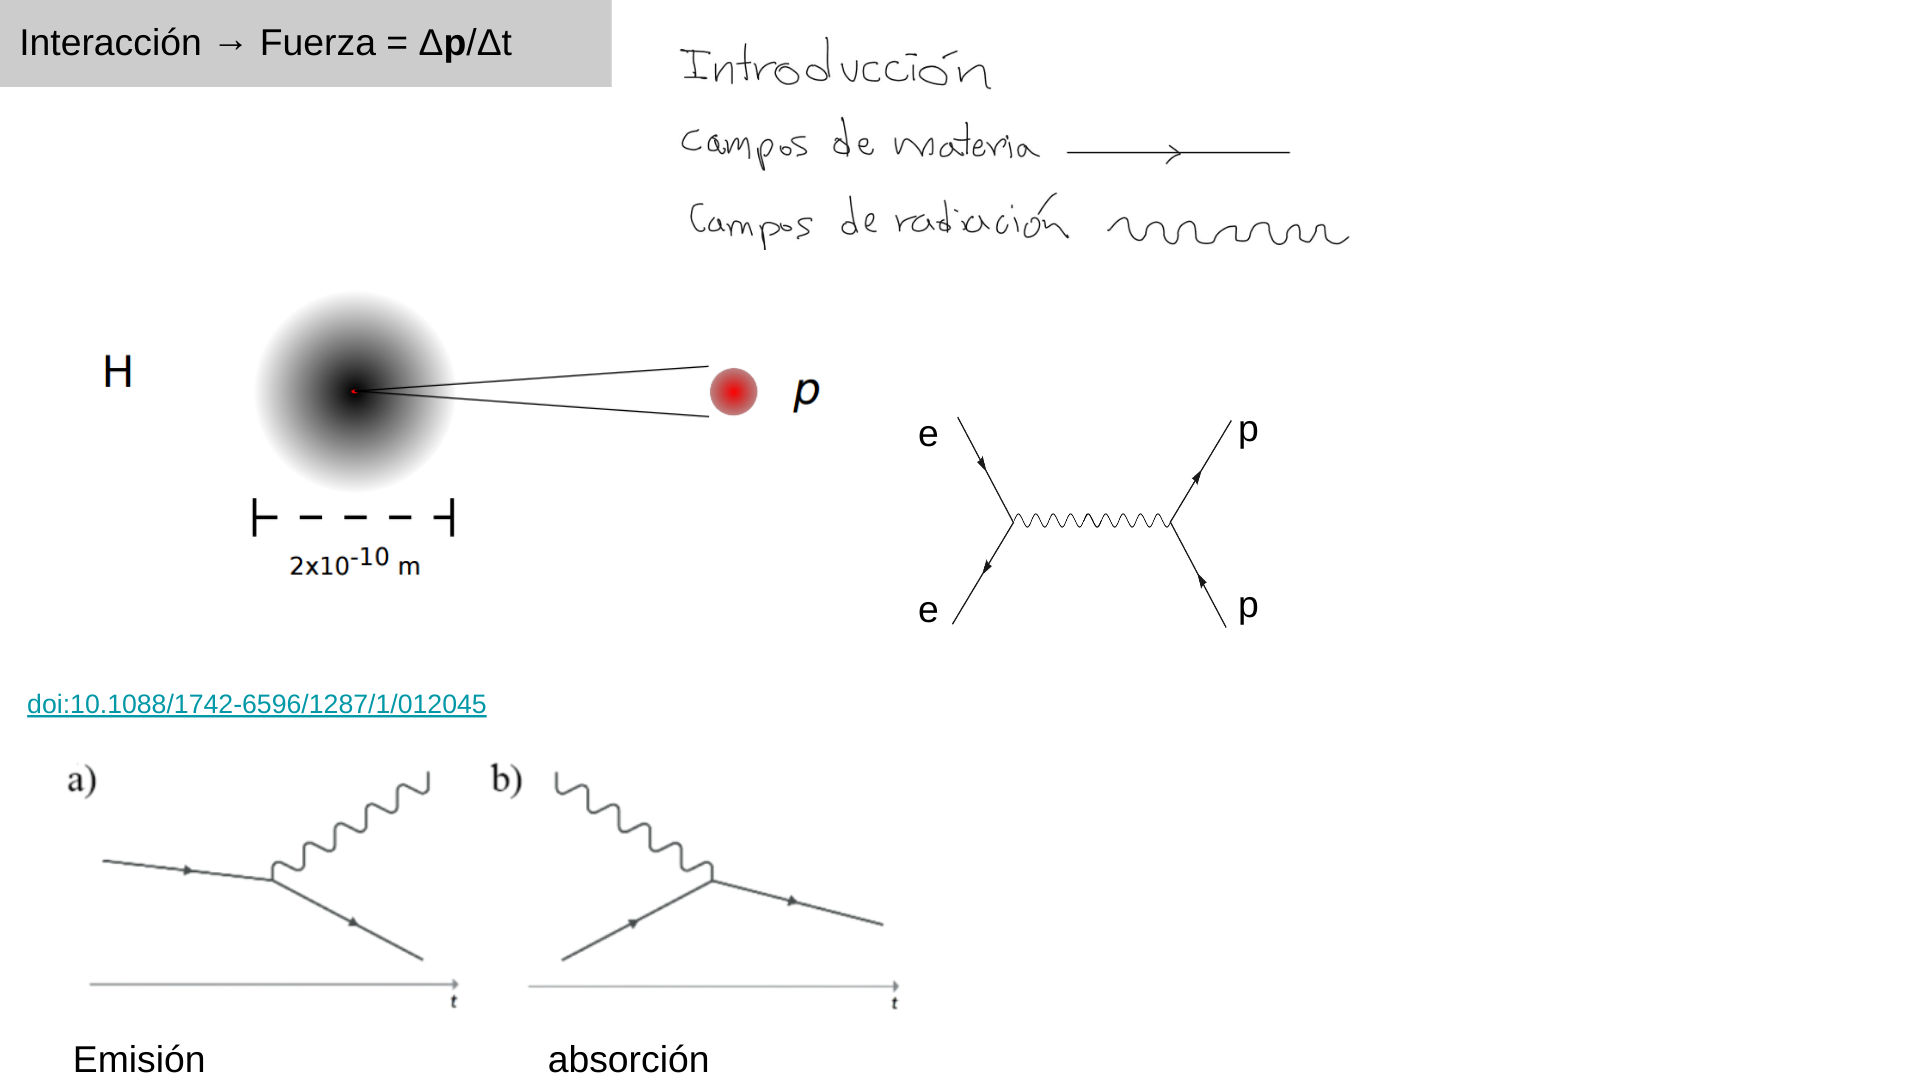 Interacción → Fuerza = Δp/Δt
Introducción
Campos de materia
Campos de radiación
H
p
2x10⁻¹⁰ m
e
p
e
p
doi:10.1088/1742-6596/1287/1/012045
a)
b)
t
t
Emisión
absorción